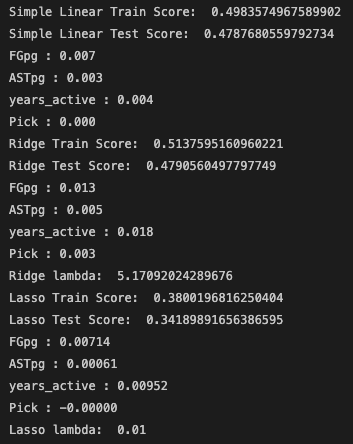 Simple Linear Train Score:  0.4983574967589902
Simple Linear Test Score:  0.4787680559792734
FGpg : 0.007
ASTpg : 0.003
years_active : 0.004
Pick : 0.000
Ridge Train Score:  0.5137595160960221
Ridge Test Score:  0.4790560497797749
FGpg : 0.013
ASTpg : 0.005
years_active : 0.018
Pick : 0.003
Ridge lambda:  5.17092024289676
Lasso Train Score:  0.3800196816250404
Lasso Test Score:  0.34189891656386595
FGpg : 0.00714
ASTpg : 0.00061
years_active : 0.00952
Pick : -0.00000
Lasso lambda:  0.01